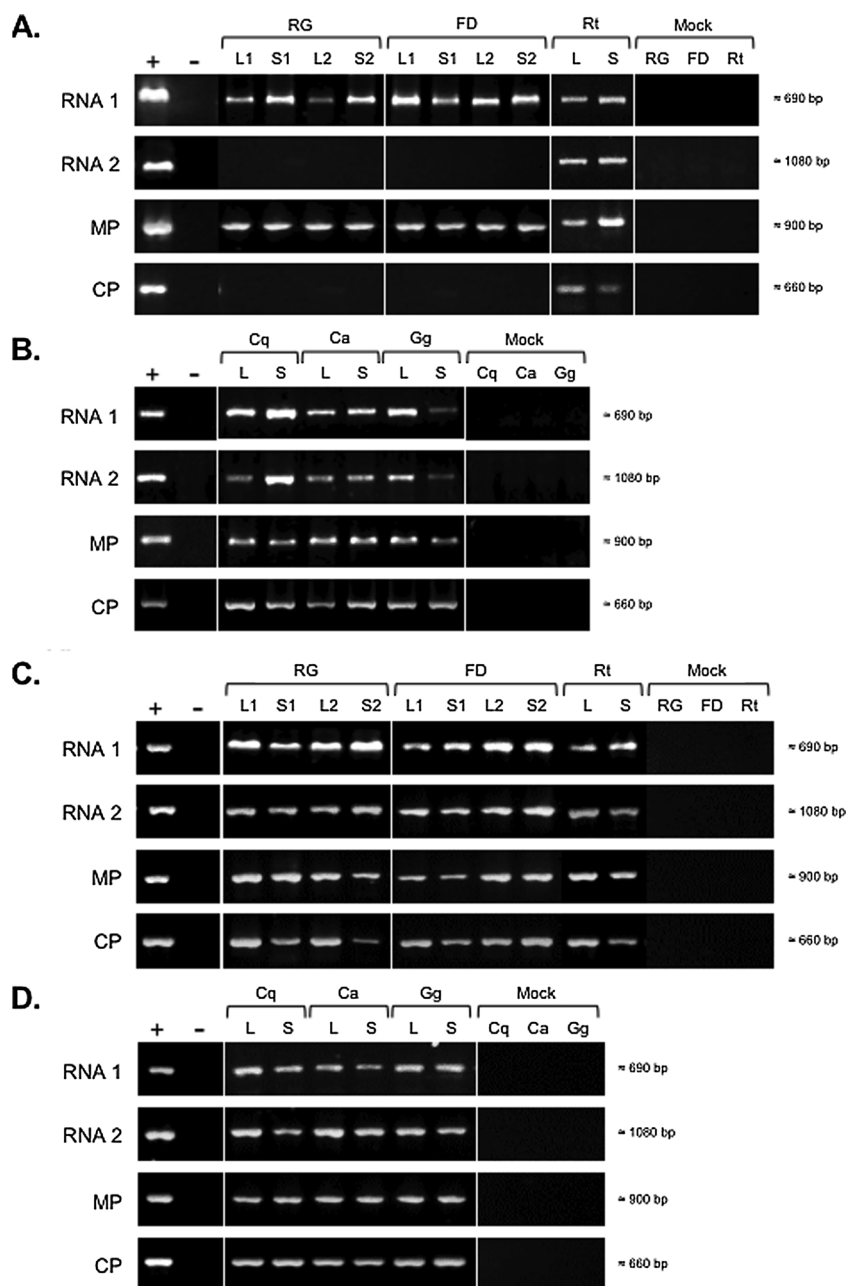 A.
RG FD Rt Mock
+ - L1 S1 L2 S2 L1 S1 L2 S2 L S RG FD Rt
RNA 1 ≈ 690 bp
RNA 2 ≈ 1080 bp
MP ≈ 900 bp
CP ≈ 660 bp
B.
Cq Ca Gg Mock
+ - L S L S L S Cq Ca Gg
RNA 1 ≈ 690 bp
RNA 2 ≈ 1080 bp
MP ≈ 900 bp
CP ≈ 660 bp
C.
RG FD Rt Mock
+ - L1 S1 L2 S2 L1 S1 L2 S2 L S RG FD Rt
RNA 1 ≈ 690 bp
RNA 2 ≈ 1080 bp
MP ≈ 900 bp
CP ≈ 660 bp
D.
Cq Ca Gg Mock
+ - L S L S L S Cq Ca Gg
RNA 1 ≈ 690 bp
RNA 2 ≈ 1080 bp
MP ≈ 900 bp
CP ≈ 660 bp